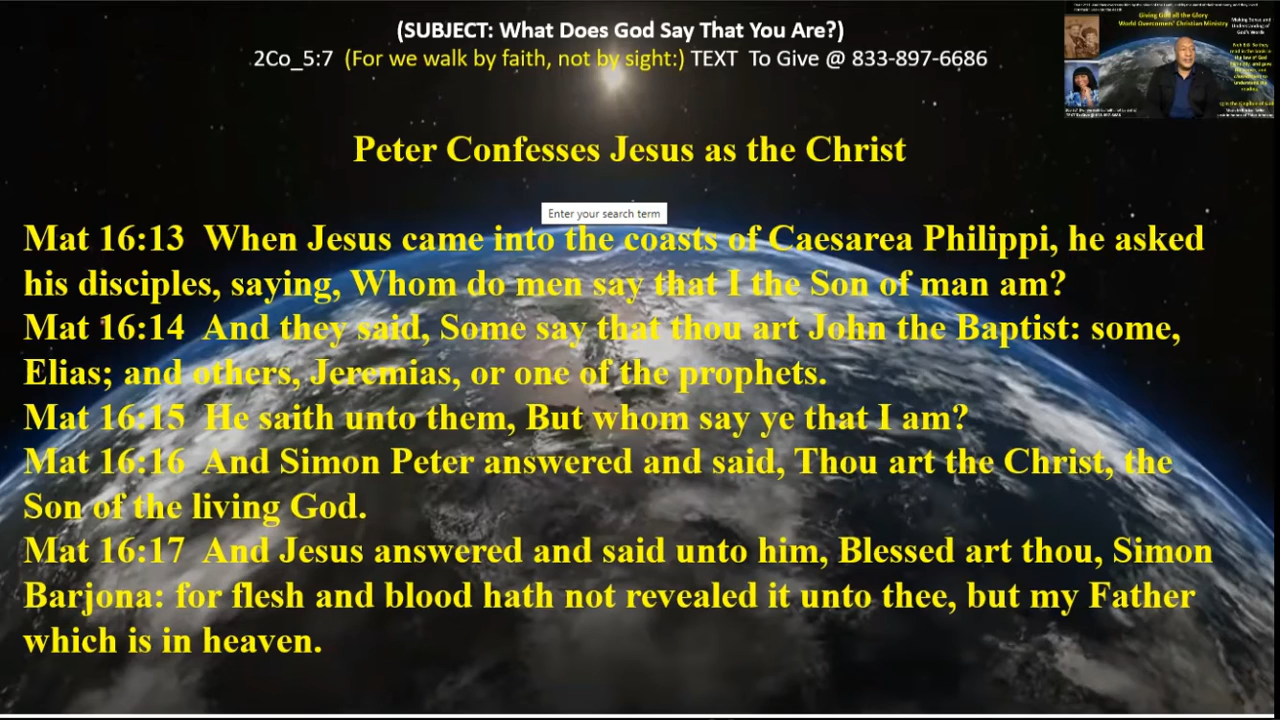 (SUBJECT: What Does God Say That You Are?)
2Co_5:7 (For we walk by faith, not by sight:) TEXT To Give @ 833-897-6686
Giving God all the Glory
World Overcomers' Christian Ministry
Making Sense and
Understanding of
God's Words
Peter Confesses Jesus as the Christ
Enter your search term
Mat 16:13 When Jesus came into the coasts of Caesarea Philippi, he asked
his disciples, saying, Whom do men say that I the Son of man am?
Mat 16:14 And they said, Some say that thou art John the Baptist: some,
Elias; and others, Jeremias, or one of the prophets.
Mat 16:15 He saith unto them, But whom say ye that I am?
Mat 16:16 And Simon Peter answered and said, Thou art the Christ, the
Son of the living God.
Mat 16:17 And Jesus answered and said unto him, Blessed art thou, Simon
Barjona: for flesh and blood hath not revealed it unto thee, but my Father
which is in heaven.